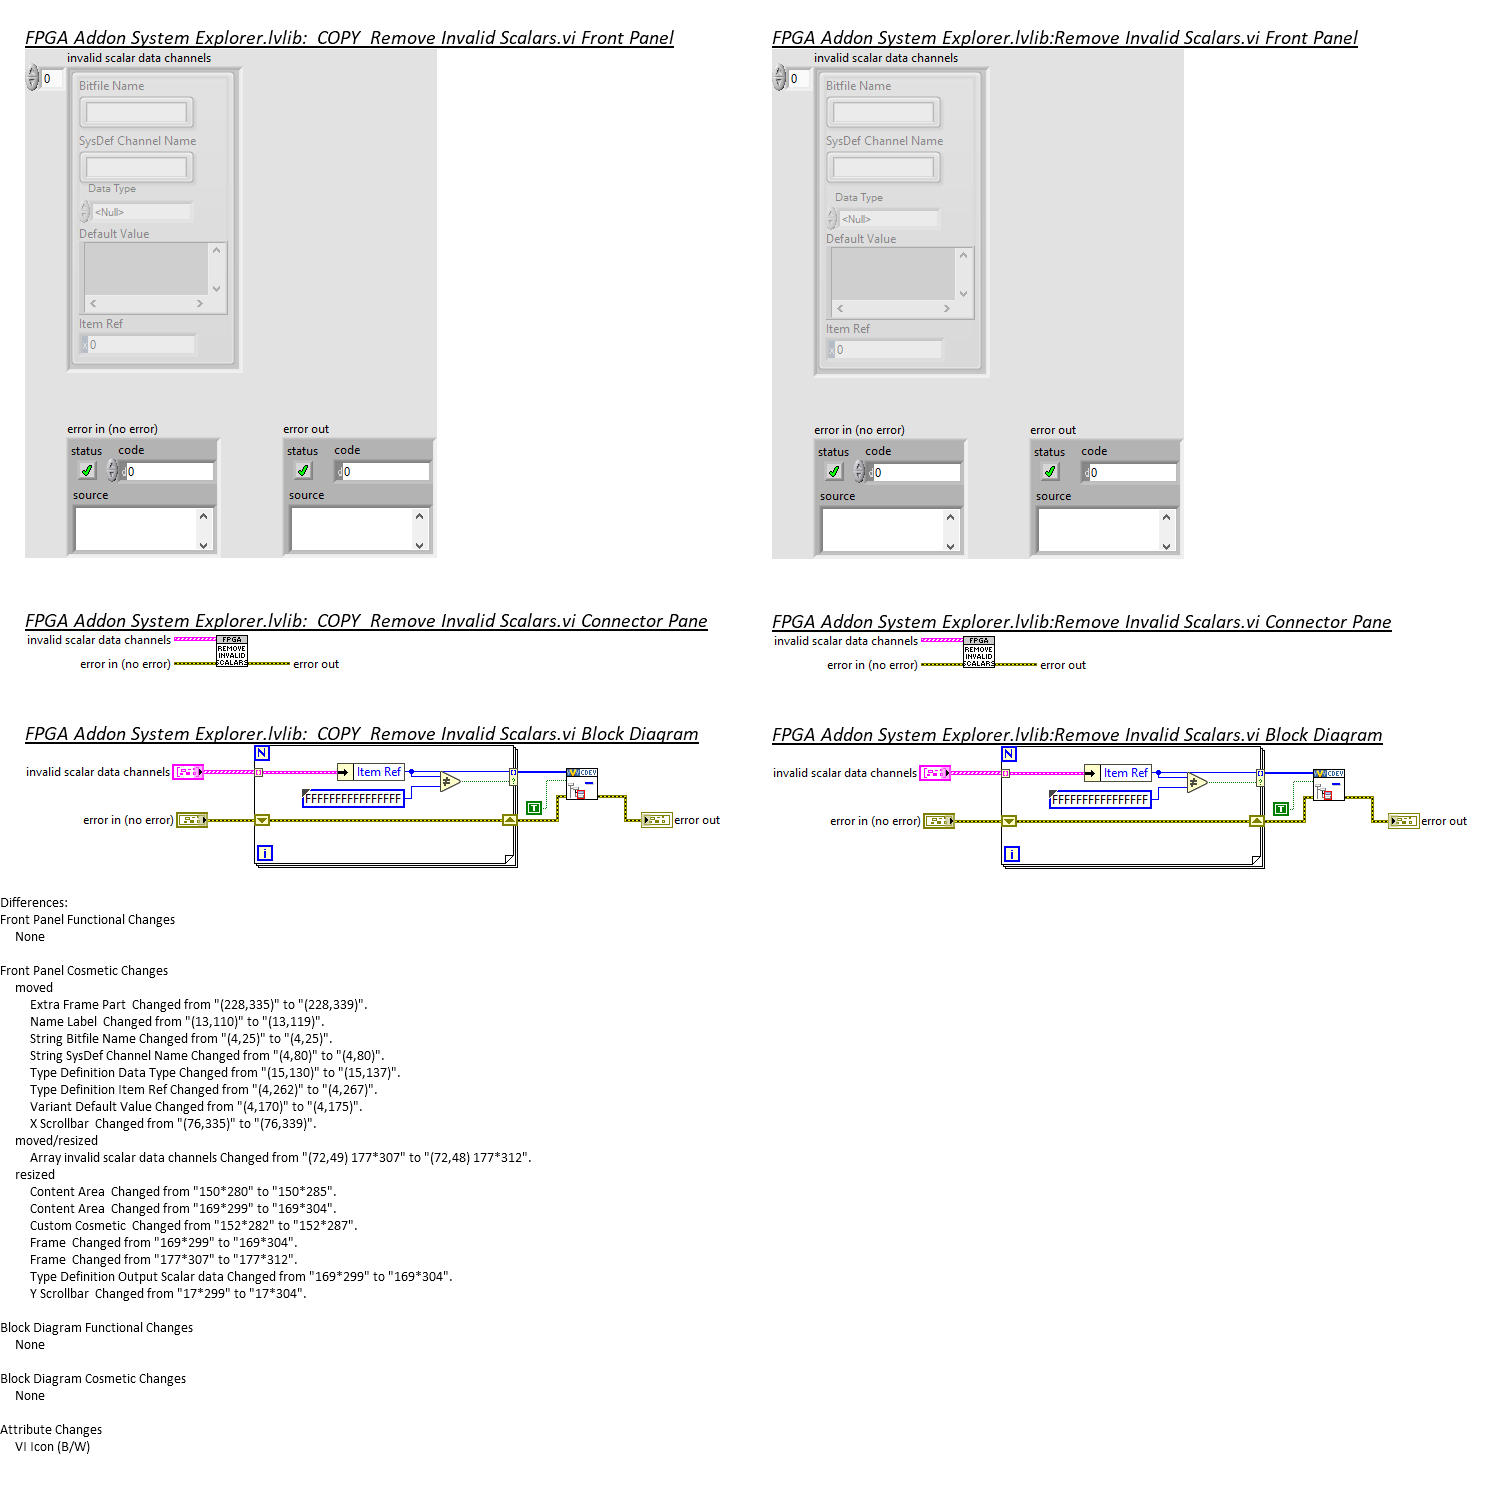 FPGA Addon System Explorer.lvlib:  COPY  Remove Invalid Scalars.vi Front Panel
invalid scalar data channels
0
Bitfile Name
SysDef Channel Name
Data Type
<Null>
Default Value
Item Ref
x 0
error in (no error)
error out
status code
d 0
source
status code
d 0
source
FPGA Addon System Explorer.lvlib:Remove Invalid Scalars.vi Front Panel
invalid scalar data channels
0
Bitfile Name
SysDef Channel Name
Data Type
<Null>
Default Value
Item Ref
x 0
error in (no error)
error out
status code
d 0
source
status code
d 0
source
FPGA Addon System Explorer.lvlib:  COPY  Remove Invalid Scalars.vi Connector Pane
invalid scalar data channels
error in (no error)
FPGA
REMOVE
INVALID
SCALARS
error out
FPGA Addon System Explorer.lvlib:Remove Invalid Scalars.vi Connector Pane
invalid scalar data channels
error in (no error)
FPGA
REMOVE
INVALID
SCALARS
error out
FPGA Addon System Explorer.lvlib:  COPY  Remove Invalid Scalars.vi Block Diagram
N
invalid scalar data channels
Item Ref
≠
?
CDEV
FFFFFFFFFFFFFFFF
T
error in (no error)
error out
i
FPGA Addon System Explorer.lvlib:Remove Invalid Scalars.vi Block Diagram
N
invalid scalar data channels
Item Ref
≠
?
CDEV
FFFFFFFFFFFFFFFF
T
error in (no error)
error out
i
Differences:
Front Panel Functional Changes
None
Front Panel Cosmetic Changes
moved
Extra Frame Part  Changed from "(228,335)" to "(228,339)".
Name Label  Changed from "(13,110)" to "(13,119)".
String Bitfile Name Changed from "(4,25)" to "(4,25)".
String SysDef Channel Name Changed from "(4,80)" to "(4,80)".
Type Definition Data Type Changed from "(15,130)" to "(15,137)".
Type Definition Item Ref Changed from "(4,262)" to "(4,267)".
Variant Default Value Changed from "(4,170)" to "(4,175)".
X Scrollbar  Changed from "(76,335)" to "(76,339)".
moved/resized
Array invalid scalar data channels Changed from "(72,49) 177*307" to "(72,48) 177*312".
resized
Content Area  Changed from "150*280" to "150*285".
Content Area  Changed from "169*299" to "169*304".
Custom Cosmetic  Changed from "152*282" to "152*287".
Frame  Changed from "169*299" to "169*304".
Frame  Changed from "177*307" to "177*312".
Type Definition Output Scalar data Changed from "169*299" to "169*304".
Y Scrollbar  Changed from "17*299" to "17*304".
Block Diagram Functional Changes
None
Block Diagram Cosmetic Changes
None
Attribute Changes
VI Icon (B/W)